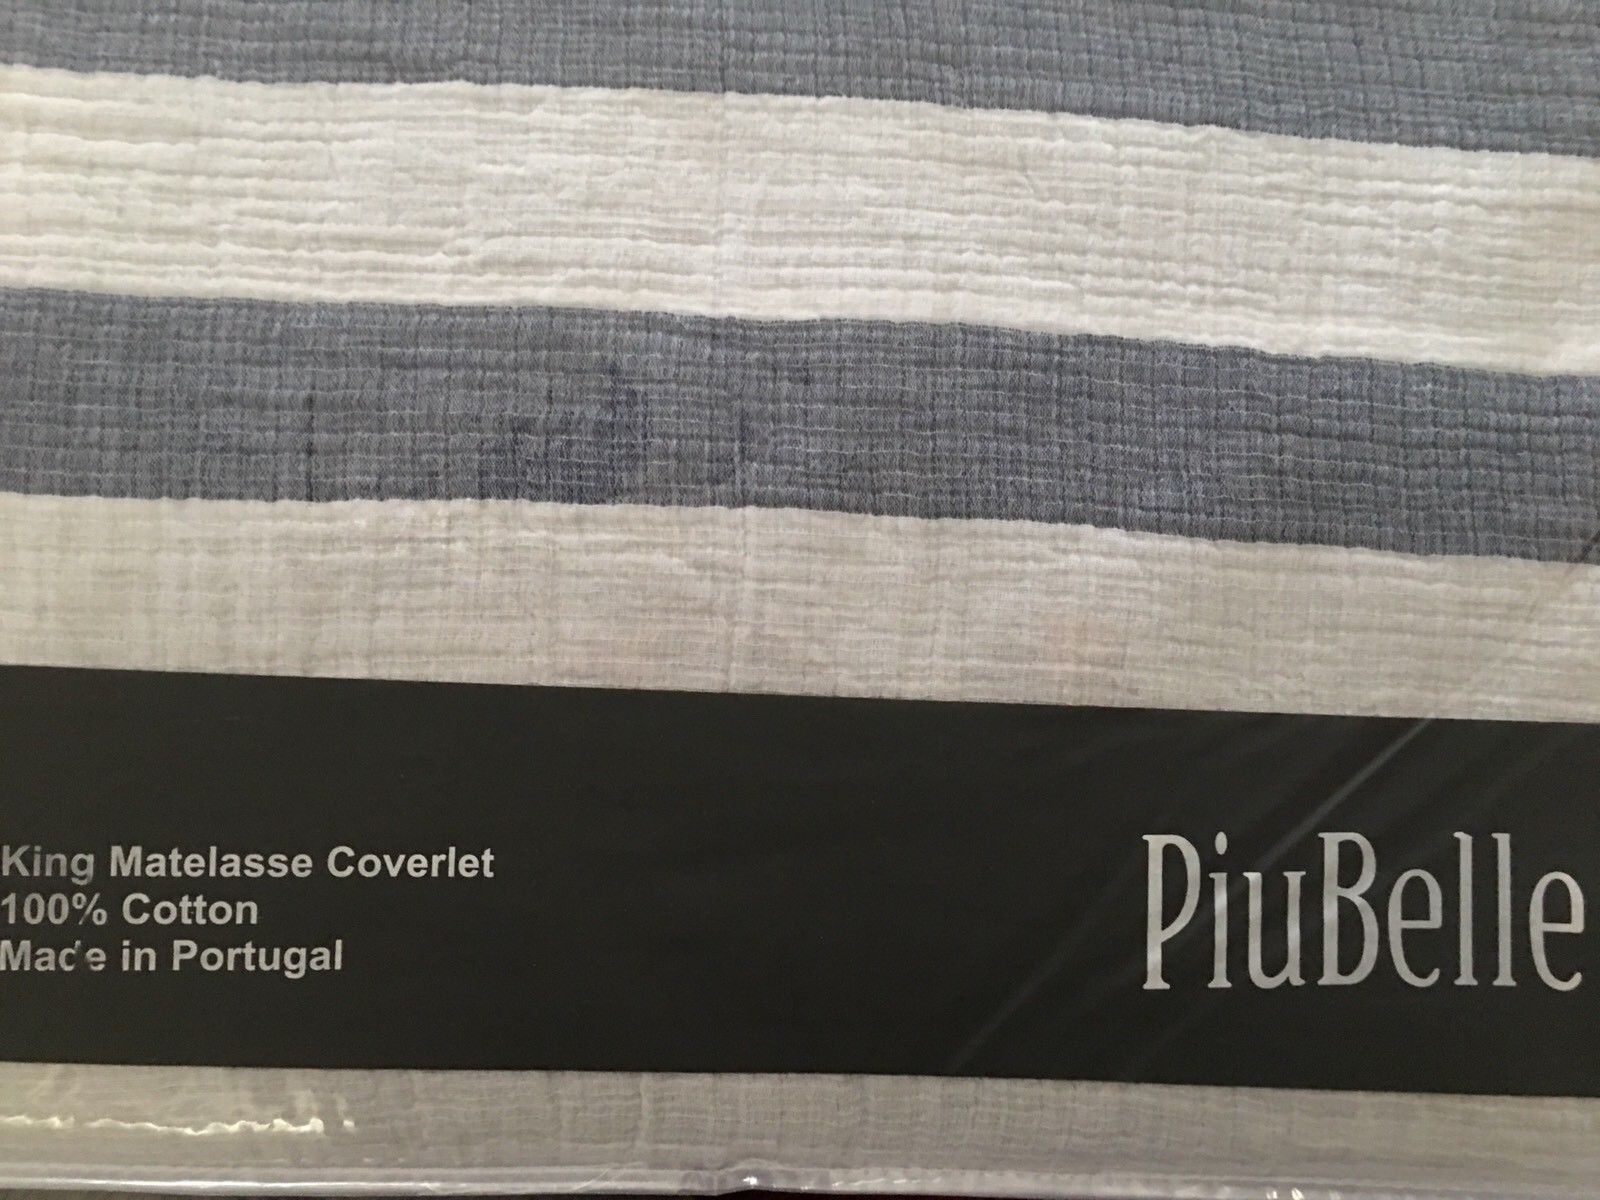 King Matelasse Coverlet
100% Cotton
Made in Portugal
PiuBelle